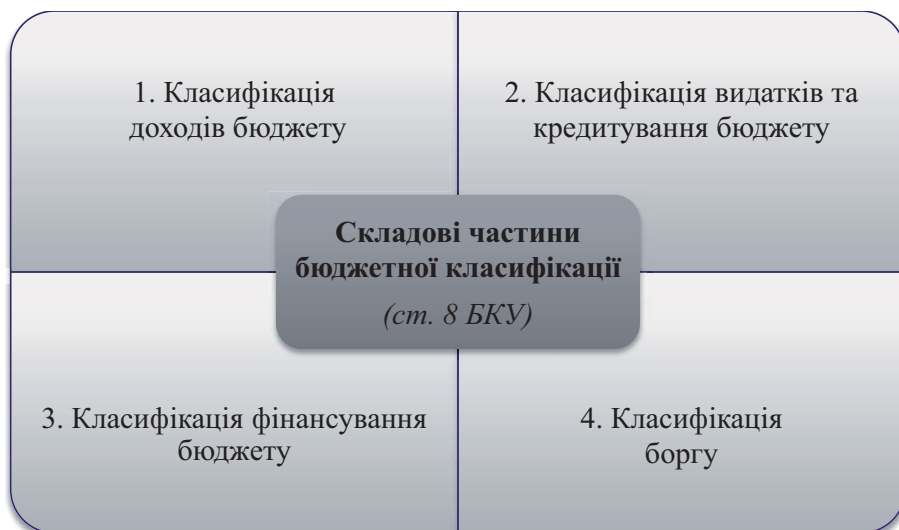 1. Класифікація
доходів бюджету
2. Класифікація видатків та
кредитування бюджету
Складові частини
бюджетної класифікації
(ст. 8 БКУ)
3. Класифікація фінансування
бюджету
4. Класифікація
боргу